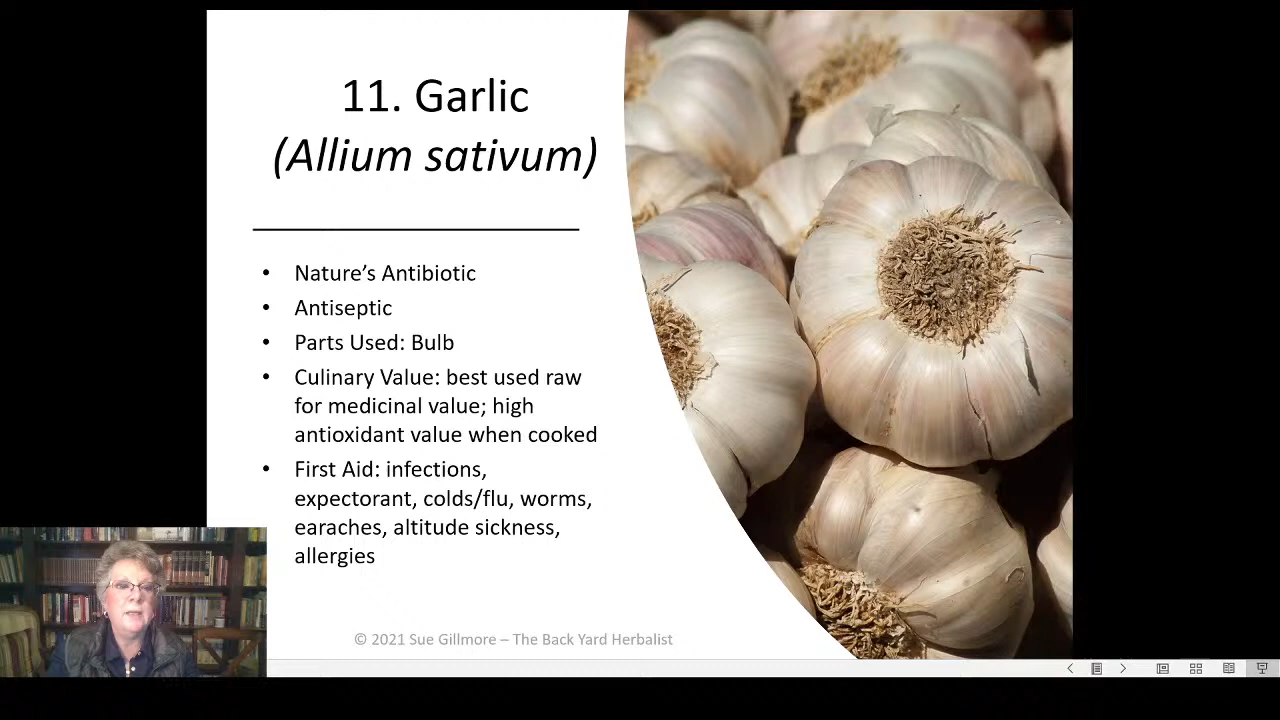 11. Garlic
(Allium sativum)
• Nature’s Antibiotic
• Antiseptic
• Parts Used: Bulb
• Culinary Value: best used raw
for medicinal value; high
antioxidant value when cooked
• First Aid: infections,
expectorant, colds/flu, worms,
earaches, altitude sickness,
allergies
© 2021 Sue Gillmore – The Back Yard Herbalist